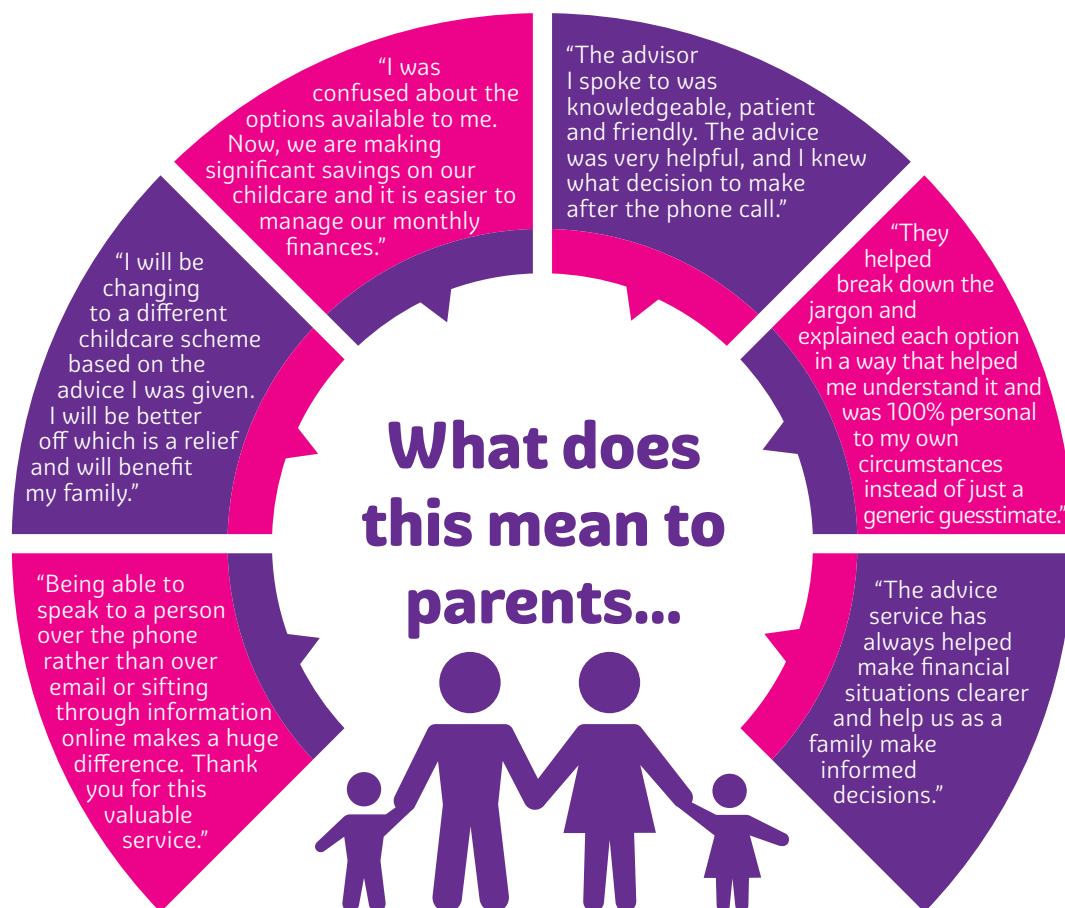 “Being able to
speak to a person
over the phone
rather than over
email or sifting
through information
online makes a huge
difference. Thank
you for this
valuable
service.”
“I will be
changing
to a different
childcare scheme
based on the
advice I was given.
I will be better
off which is a relief
and will benefit
my family.”
“I was
confused about the
options available to me.
Now, we are making
significant savings on our
childcare and it is easier to
manage our monthly
finances.”
“The advisor
I spoke to was
knowledgeable, patient
and friendly. The advice
was very helpful, and I knew
what decision to make
after the phone call.”
“They
helped
break down the
jargon and
explained each option
in a way that helped
me understand it and
was 100% personal
to my own
circumstances
instead of just a
generic guesstimate.”
“The advice
service has
always helped
make financial
situations clearer
and help us as a
family make
informed
decisions.”
What does
this mean to
parents...